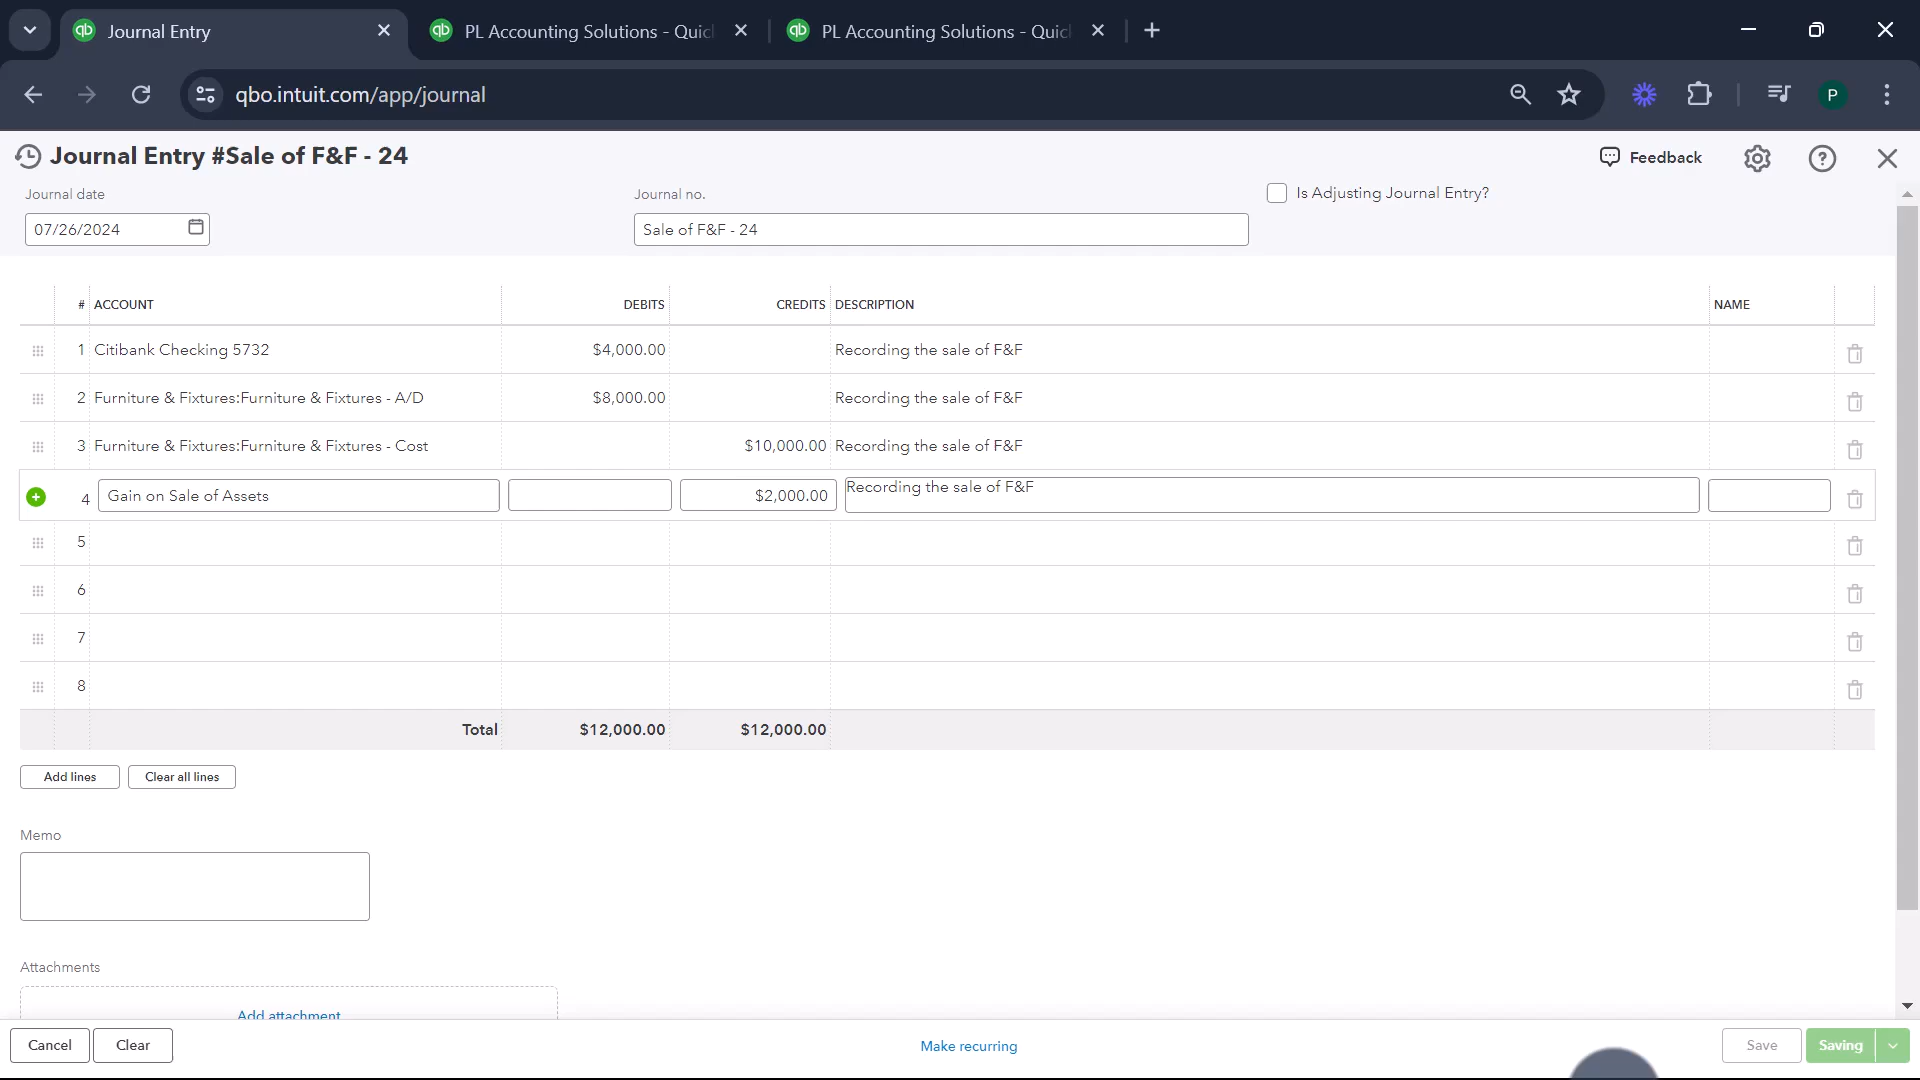 Journal Entry
PL Accounting Solutions - Quic
PL Accounting Solutions - Quic
qbo.intuit.com/app/journal
P
Journal Entry #Sale of F&F - 24
Feedback
Journal date
Journal no.
Is Adjusting Journal Entry?
07/26/2024
Sale of F&F - 24
# ACCOUNT DEBITS CREDITS DESCRIPTION NAME
1 Citibank Checking 5732 $4,000.00 Recording the sale of F&F
2 Furniture & Fixtures:Furniture & Fixtures - A/D $8,000.00 Recording the sale of F&F
3 Furniture & Fixtures:Furniture & Fixtures - Cost $10,000.00 Recording the sale of F&F
4 Gain on Sale of Assets $2,000.00 Recording the sale of F&F
5
6
7
8
Total $12,000.00 $12,000.00
Add lines
Clear all lines
Memo
Attachments
Add attachment
Cancel
Clear
Make recurring
Save
Saving